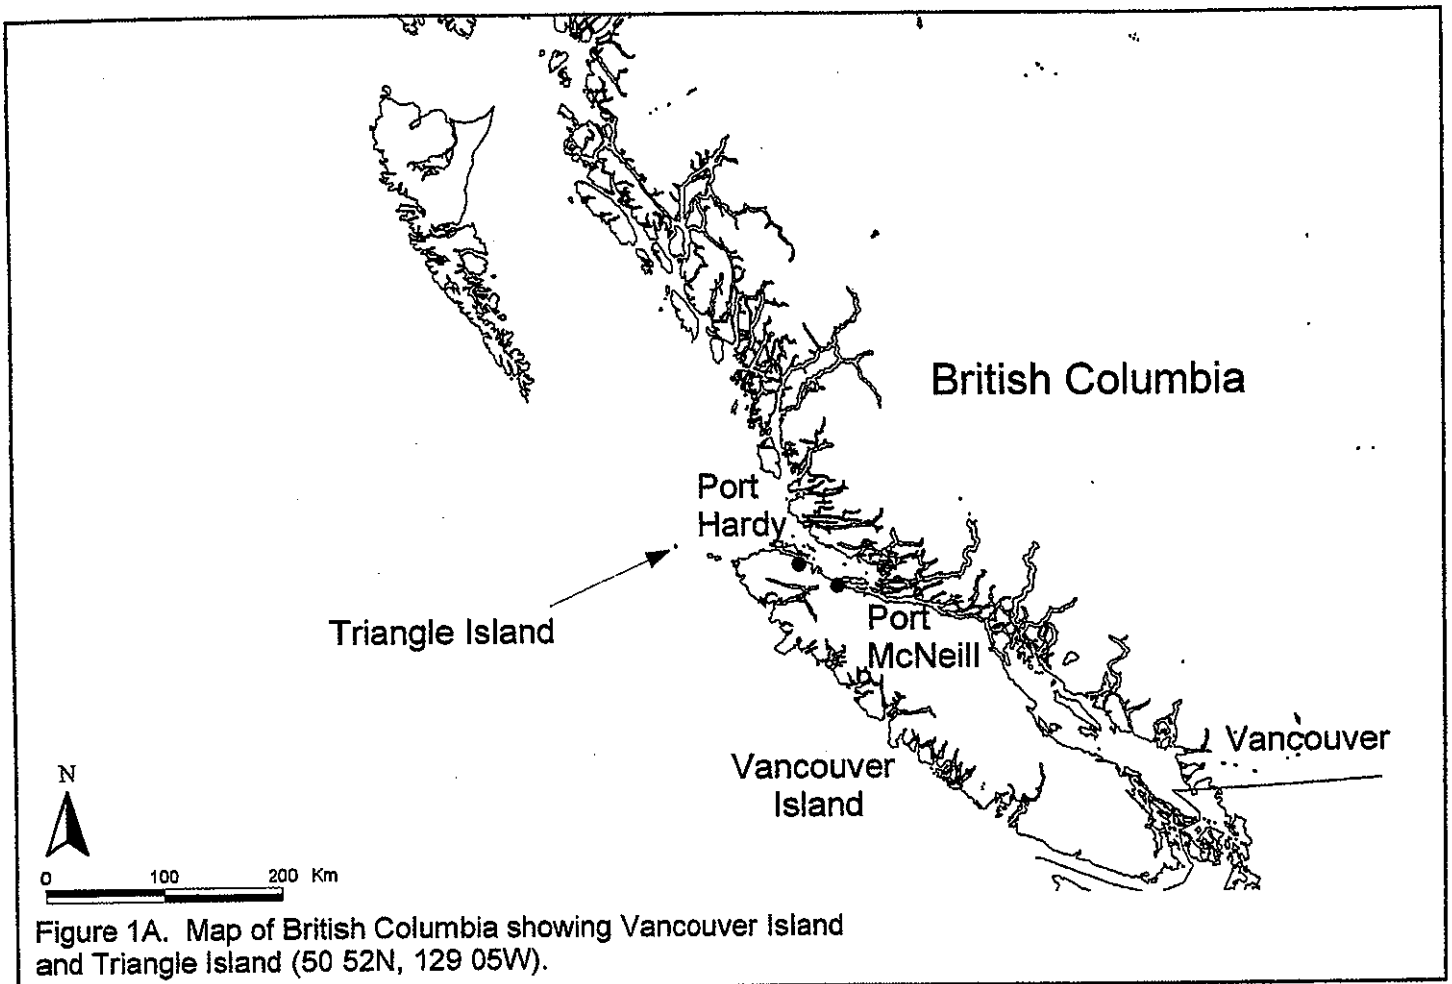 British Columbia
Port
Hardy
Triangle Island
Port
McNeill
Vancouver
Vancouver
Island
N
0 100 200 Km
Figure 1A. Map of British Columbia showing Vancouver Island
and Triangle Island (50 52N, 129 05W).